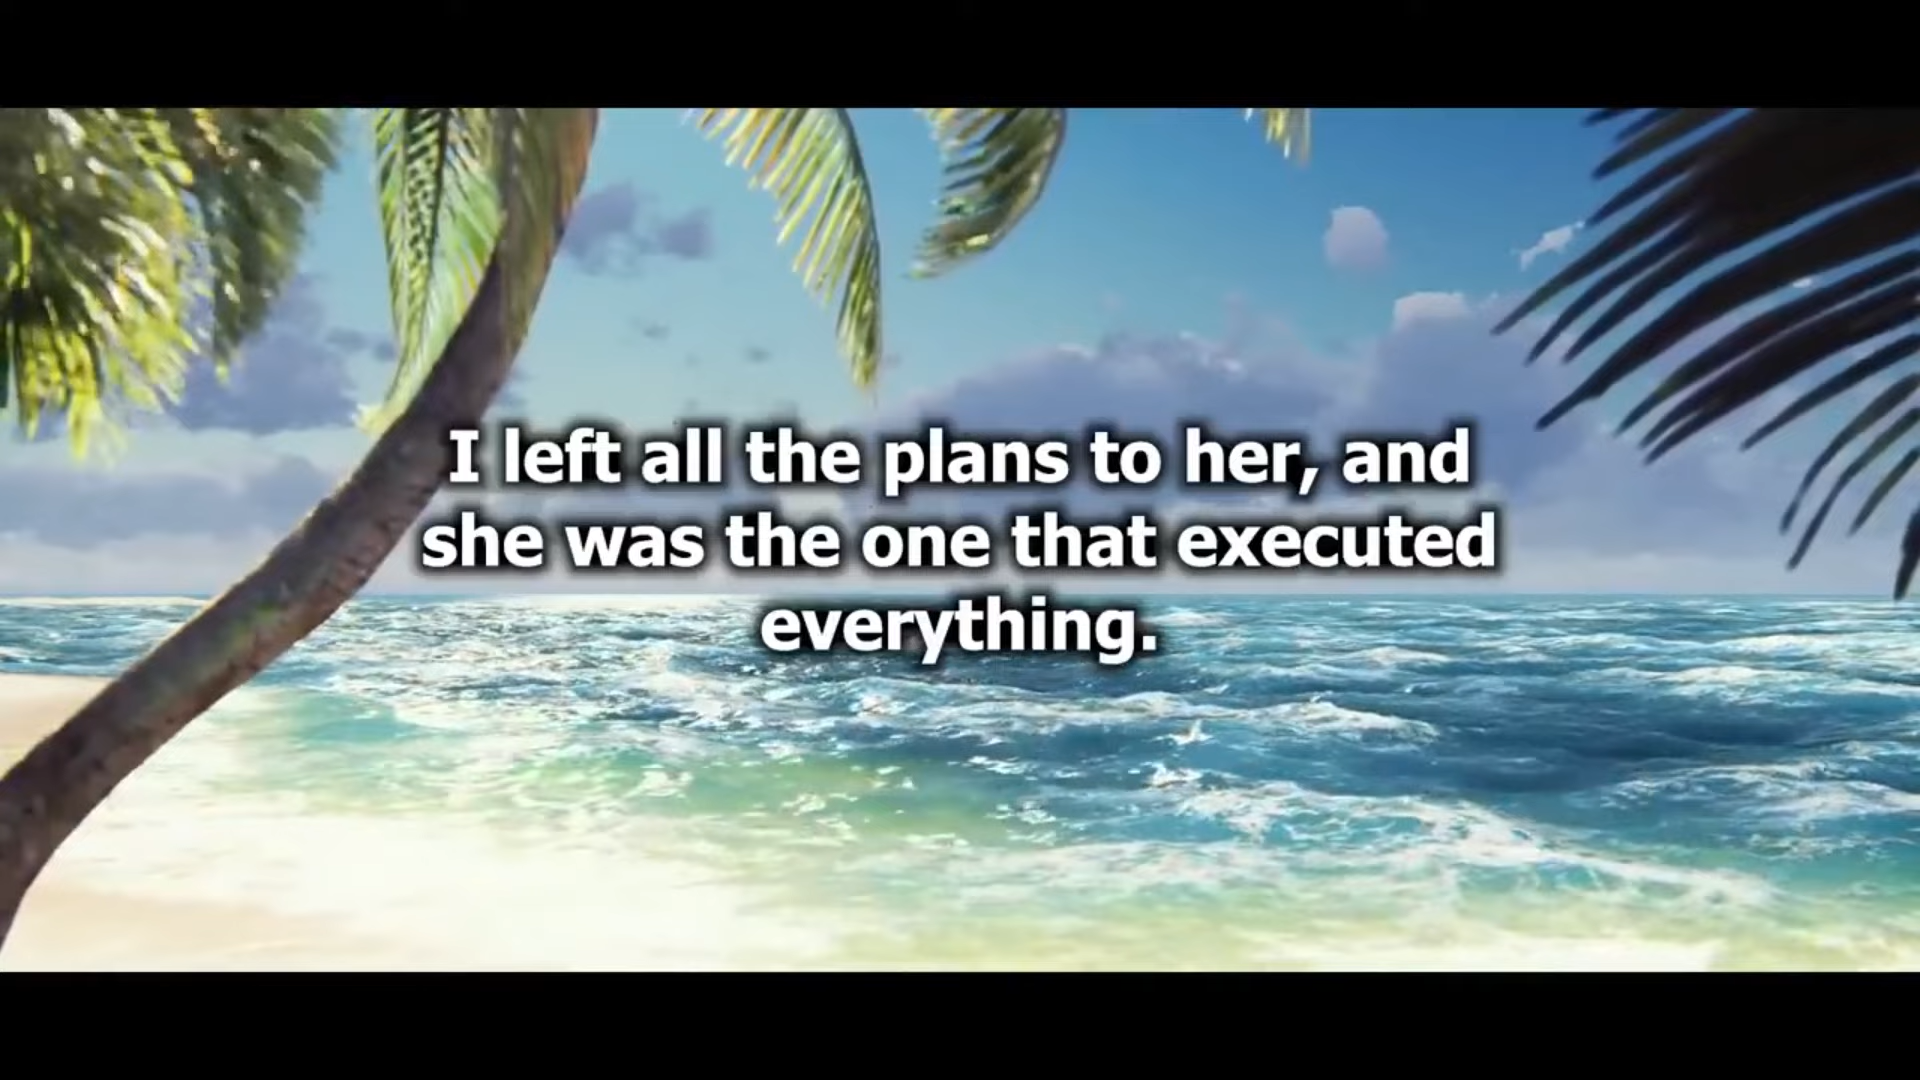 I left all the plans to her, and
she was the one that executed
everything.